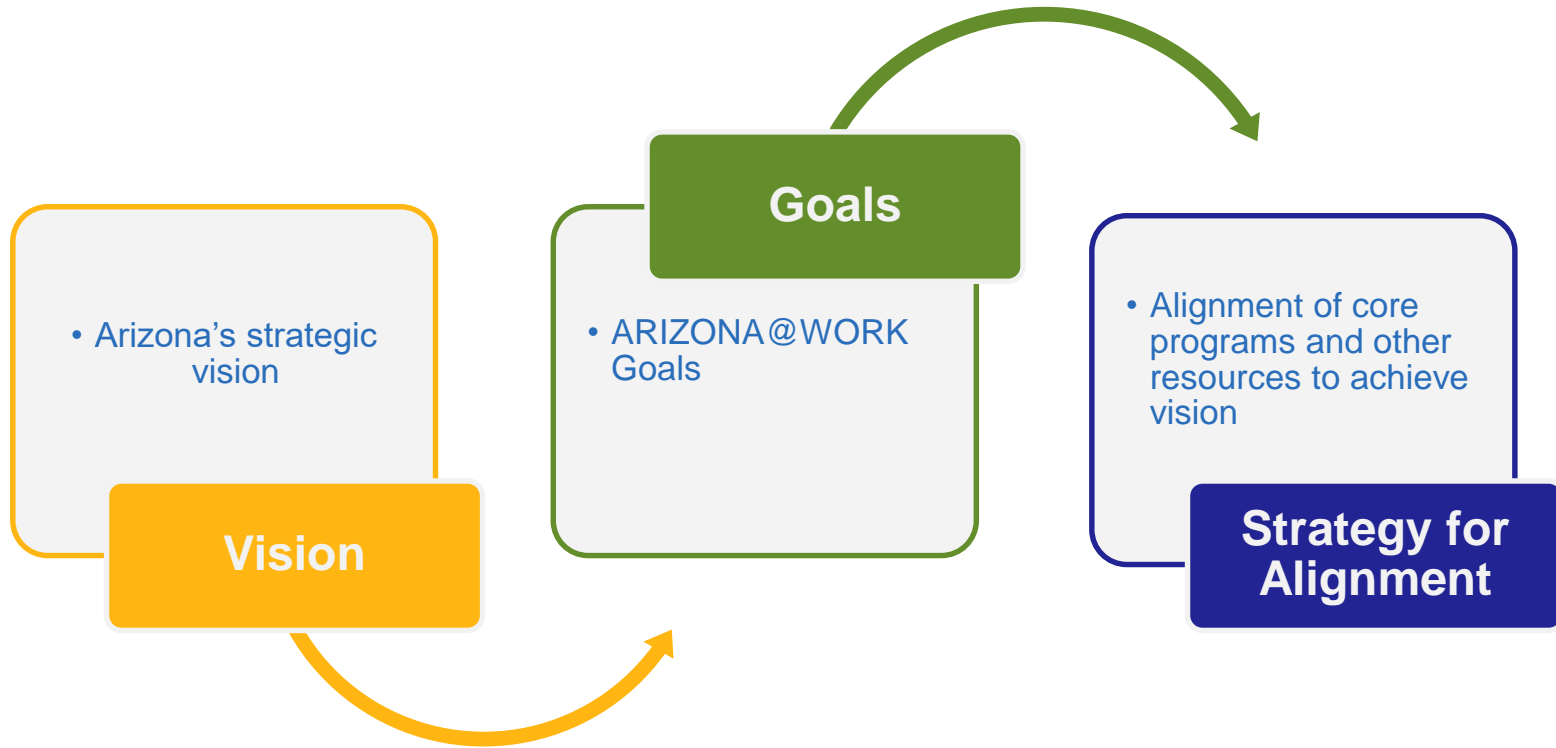 • Arizona’s strategic
vision
Vision
Goals
• ARIZONA@WORK
Goals
• Alignment of core
programs and other
resources to achieve
vision
Strategy for
Alignment